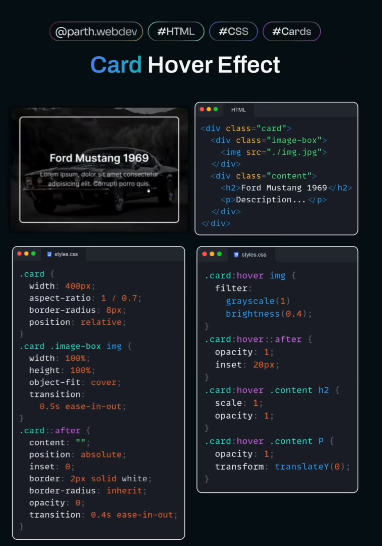 @parth.webdev #HTML #CSS #Cards
Card Hover Effect
Ford Mustang 1969
Lorem ipsum, dolor sit amet consectetur
adipisicing elit. Corrupti porro quis.
HTML
<div class="card">
<div class="image-box">
<img src="./img.jpg">
</div>
<div class="content">
<h2>Ford Mustang 1969</h2>
<p>Description...</p>
</div>
</div>
styles.css
.card {
width: 400px;
aspect-ratio: 1 / 0.7;
border-radius: 8px;
position: relative;
}
.card .image-box img {
width: 100%;
height: 100%;
object-fit: cover;
transition:
0.5s ease-in-out;
}
.card::after {
content: "";
position: absolute;
inset: 0;
border: 2px solid white;
border-radius: inherit;
opacity: 0;
transition: 0.4s ease-in-out;
}
styles.css
.card:hover img {
filter:
grayscale(1)
brightness(0.4);
}
.card:hover::after {
opacity: 1;
inset: 20px;
}
.card:hover .content h2 {
scale: 1;
opacity: 1;
}
.card:hover .content P {
opacity: 1;
transform: translateY(0);
}